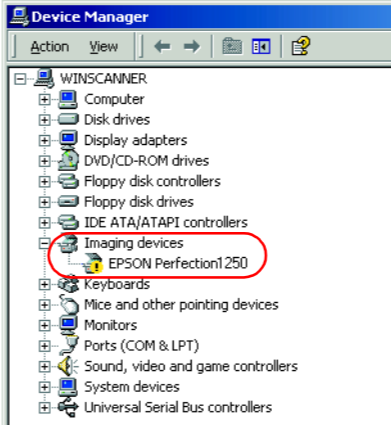 Device Manager
Action View
WINSCANNER
Computer
Disk drives
Display adapters
DVD/CD-ROM drives
Floppy disk controllers
Floppy disk drives
IDE ATA/ATAPI controllers
Imaging devices
EPSON Perfection1250
Keyboards
Mice and other pointing devices
Monitors
Ports (COM & LPT)
Sound, video and game controllers
System devices
Universal Serial Bus controllers